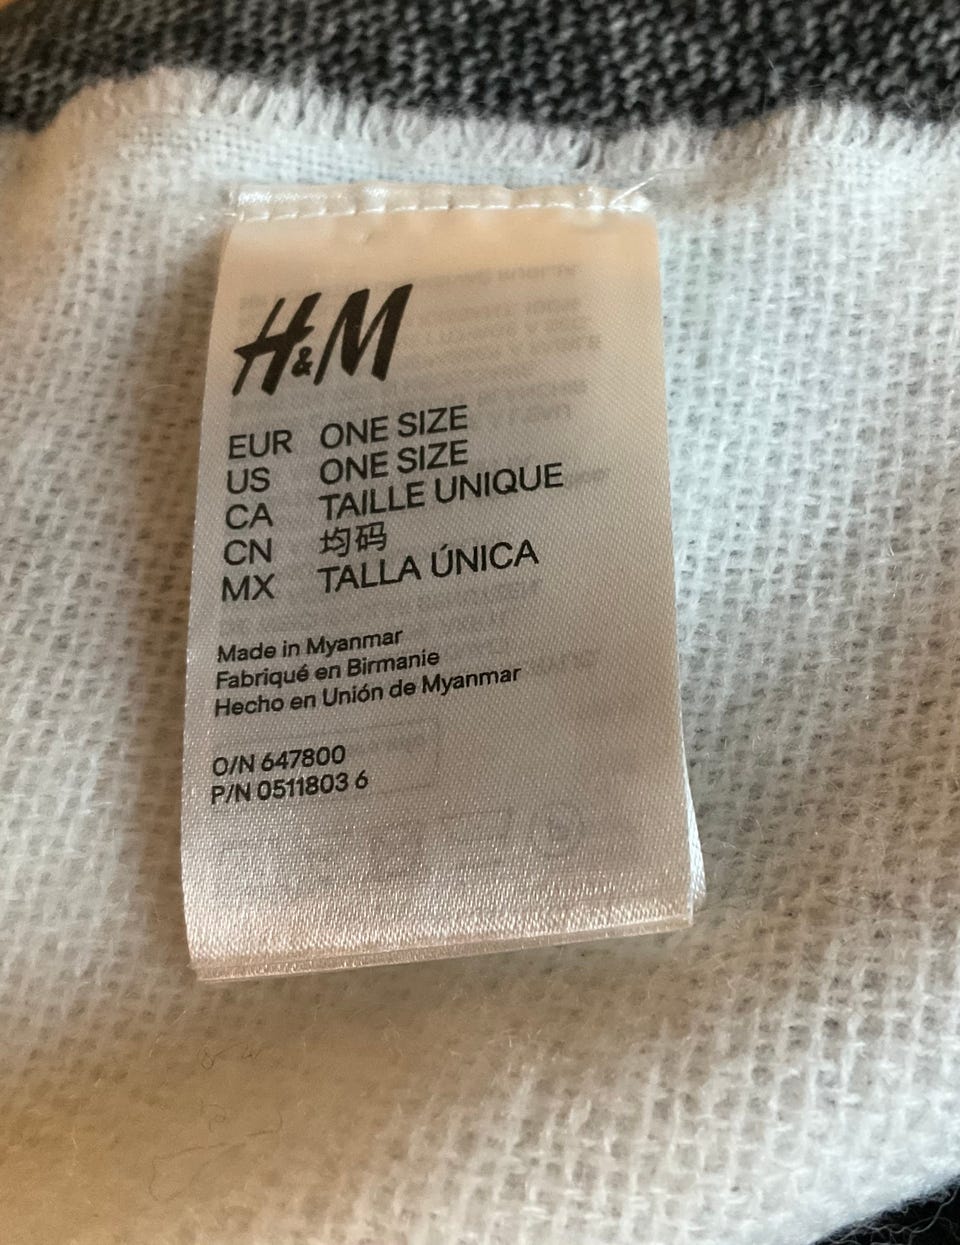 H&M
EUR ONE SIZE
US ONE SIZE
CA TAILLE UNIQUE
CN 均码
MX TALLA ÚNICA
Made in Myanmar
Fabriqué en Birmanie
Hecho en Unión de Myanmar
O/N 647800
P/N 0511803 6